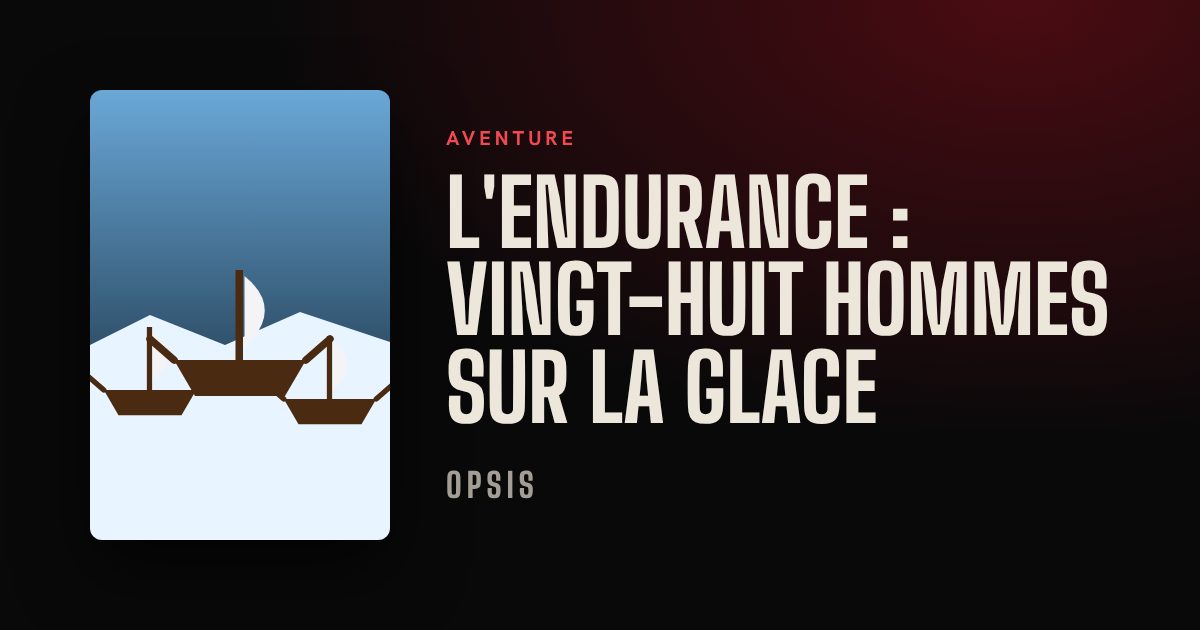 AVENTURE
L'ENDURANCE :
VINGT-HUIT HOMMES
SUR LA GLACE
OPSIS